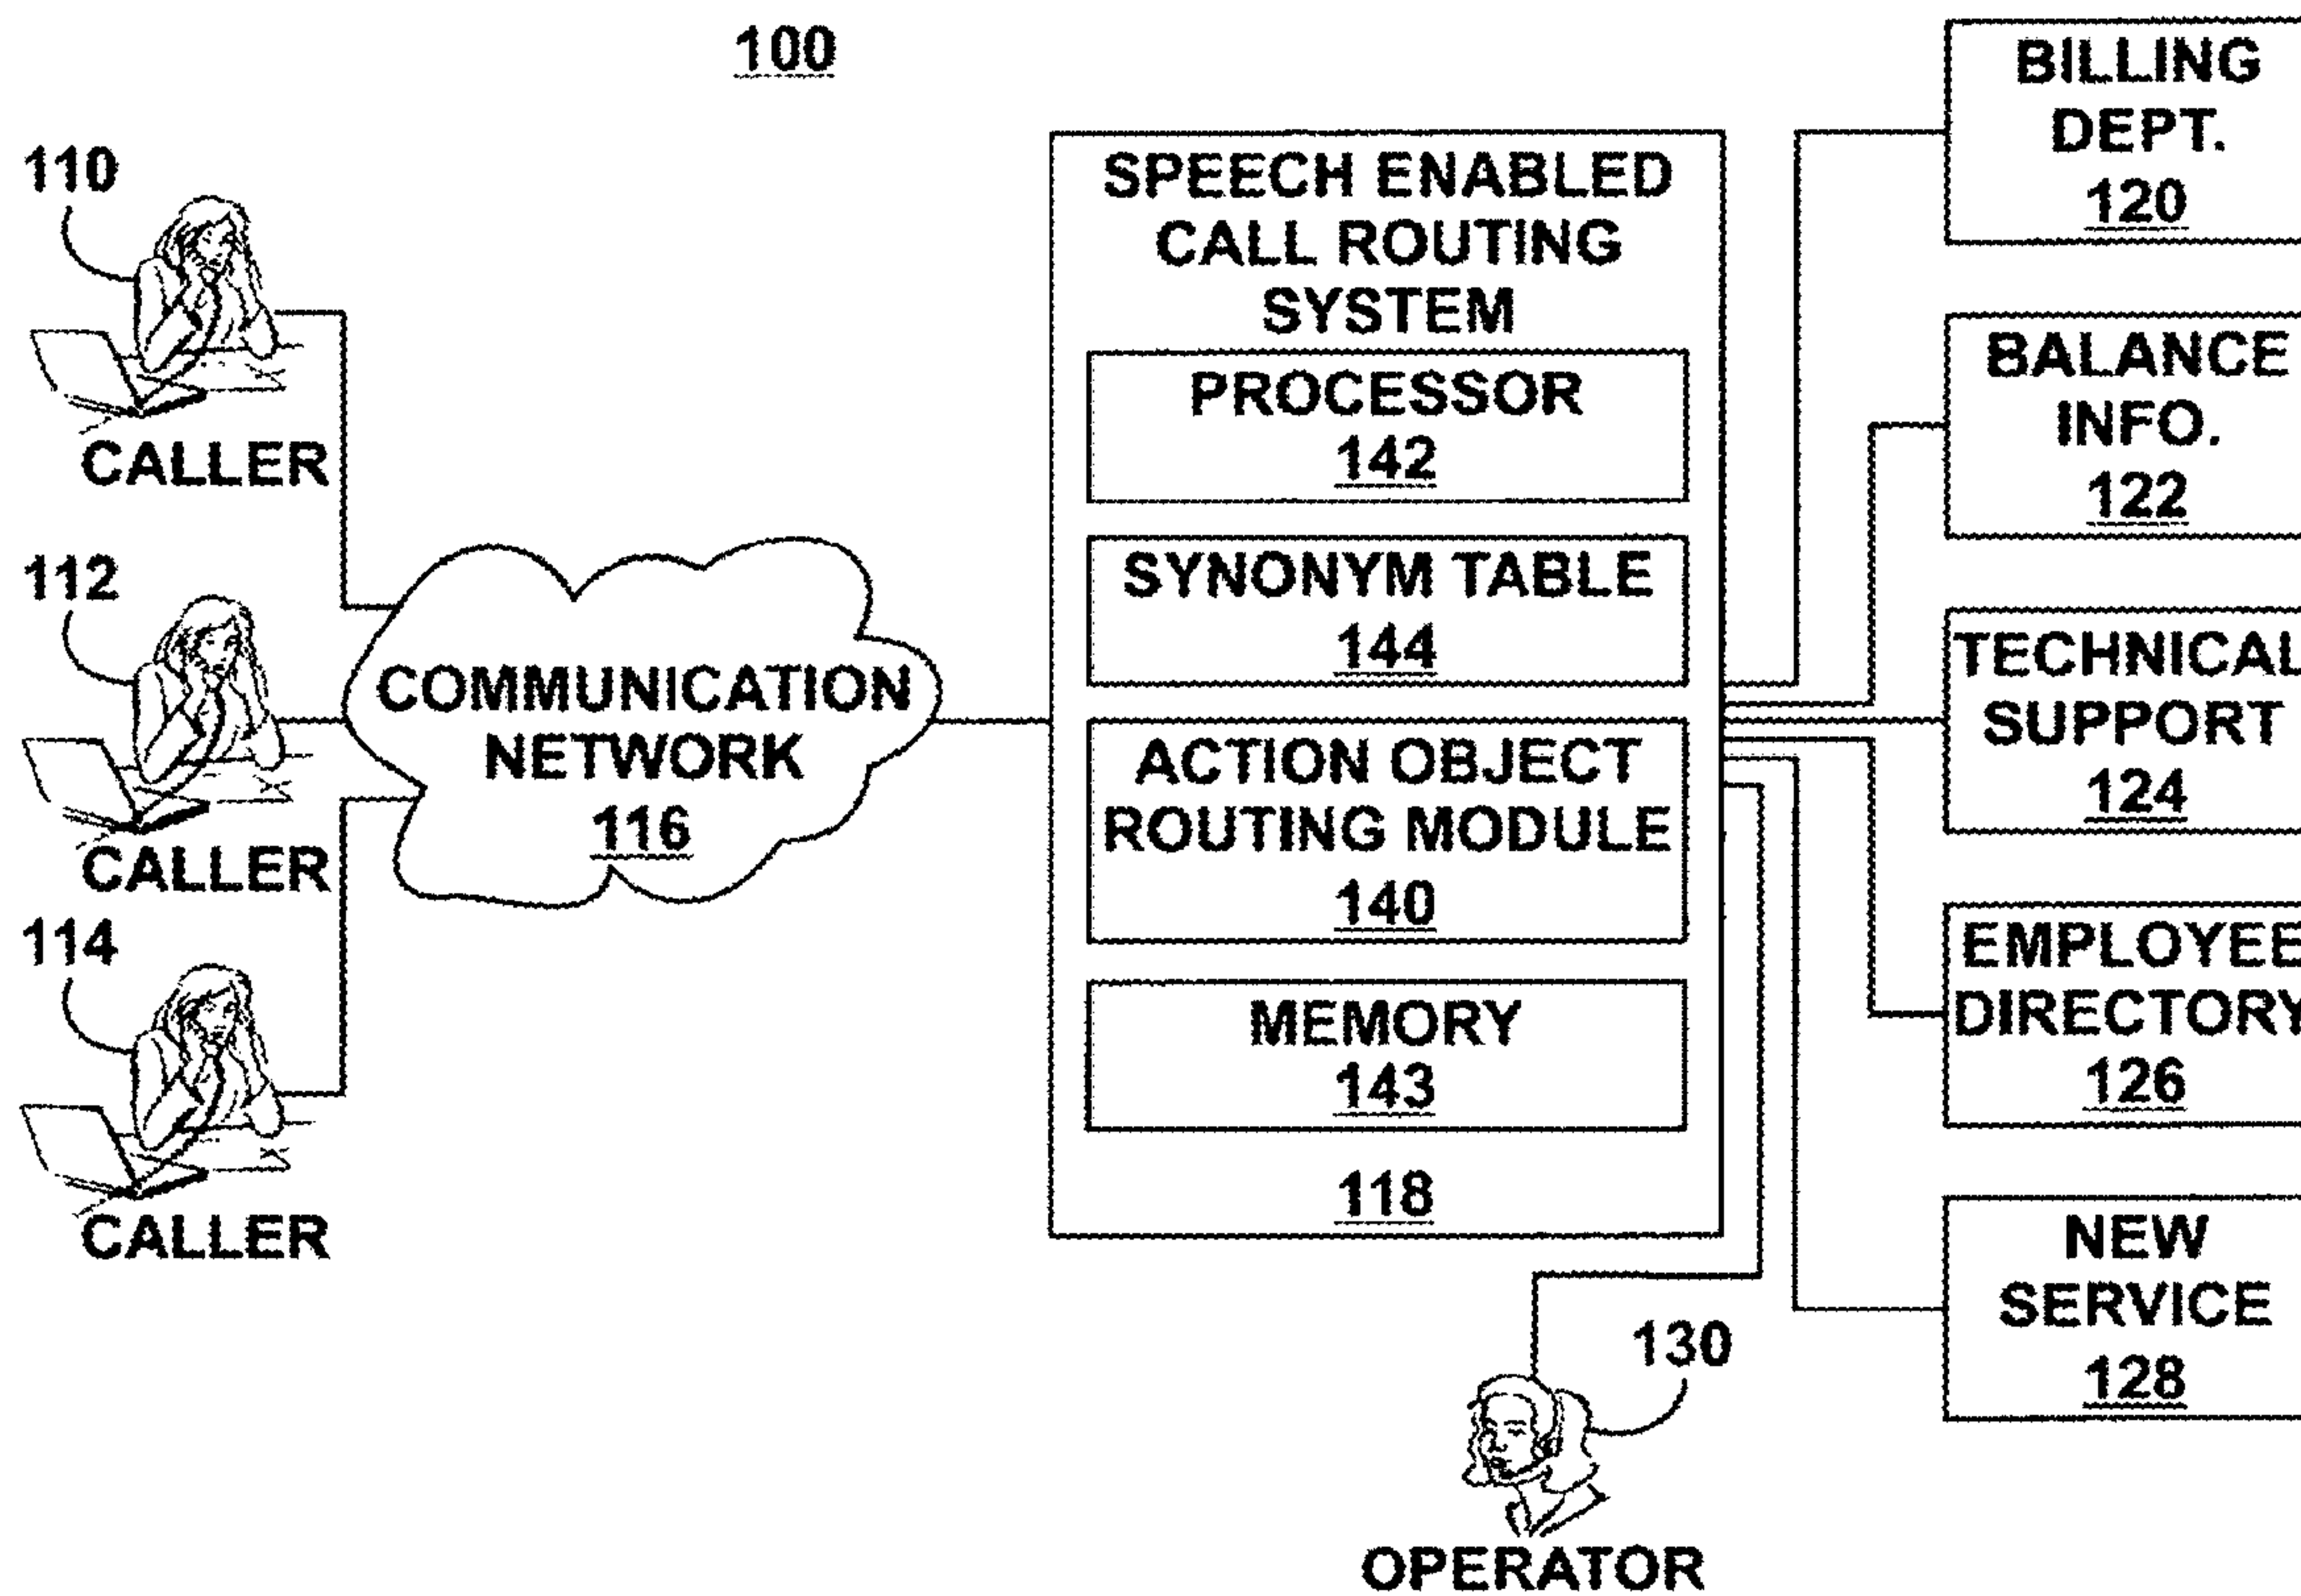 100
110
CALLER
112
CALLER
114
CALLER
COMMUNICATION
NETWORK
116
SPEECH ENABLED
CALL ROUTING
SYSTEM
PROCESSOR
142
SYNONYM TABLE
144
ACTION OBJECT
ROUTING MODULE
140
MEMORY
143
118
BILLING
DEPT.
120
BALANCE
INFO.
122
TECHNICAL
SUPPORT
124
EMPLOYEE
DIRECTORY
126
NEW
SERVICE
128
130
OPERATOR